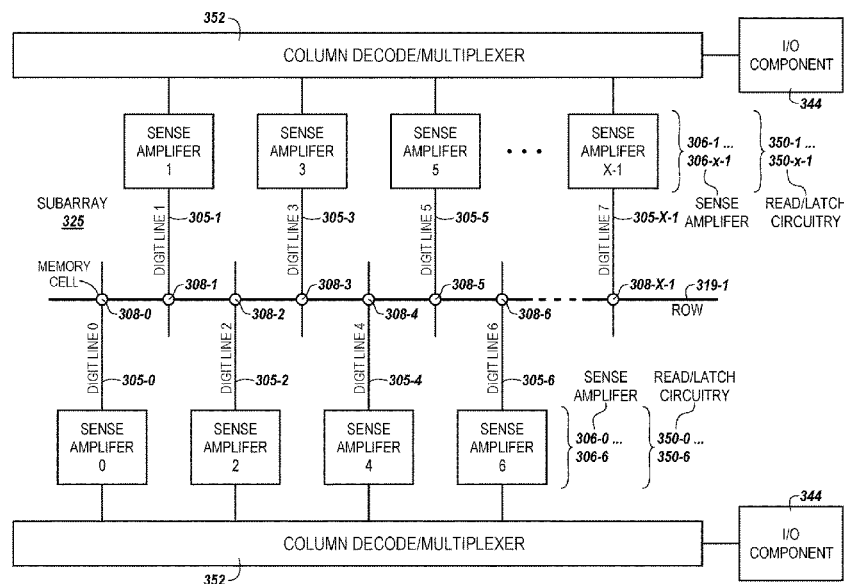 352
COLUMN DECODE/MULTIPLEXER
I/O
COMPONENT
344
SENSE
AMPLIFER
1
SENSE
AMPLIFER
3
SENSE
AMPLIFER
5
• • •
SENSE
AMPLIFER
X-1
306-1 ...
306-x-1
SENSE
AMPLIFER
350-1 ...
350-x-1
READ/LATCH
CIRCUITRY
SUBARRAY
325
DIGIT LINE 1
305-1
DIGIT LINE 3
305-3
DIGIT LINE 5
305-5
DIGIT LINE 7
305-X-1
MEMORY
CELL
308-0
308-1
308-2
308-3
308-4
308-5
308-6
308-X-1
319-1
ROW
DIGIT LINE 0
305-0
DIGIT LINE 2
305-2
DIGIT LINE 4
305-4
DIGIT LINE 6
305-6
SENSE
AMPLIFER
0
SENSE
AMPLIFER
2
SENSE
AMPLIFER
4
SENSE
AMPLIFER
6
SENSE
AMPLIFER
306-0 ...
306-6
READ/LATCH
CIRCUITRY
350-0 ...
350-6
COLUMN DECODE/MULTIPLEXER
352
344
I/O
COMPONENT